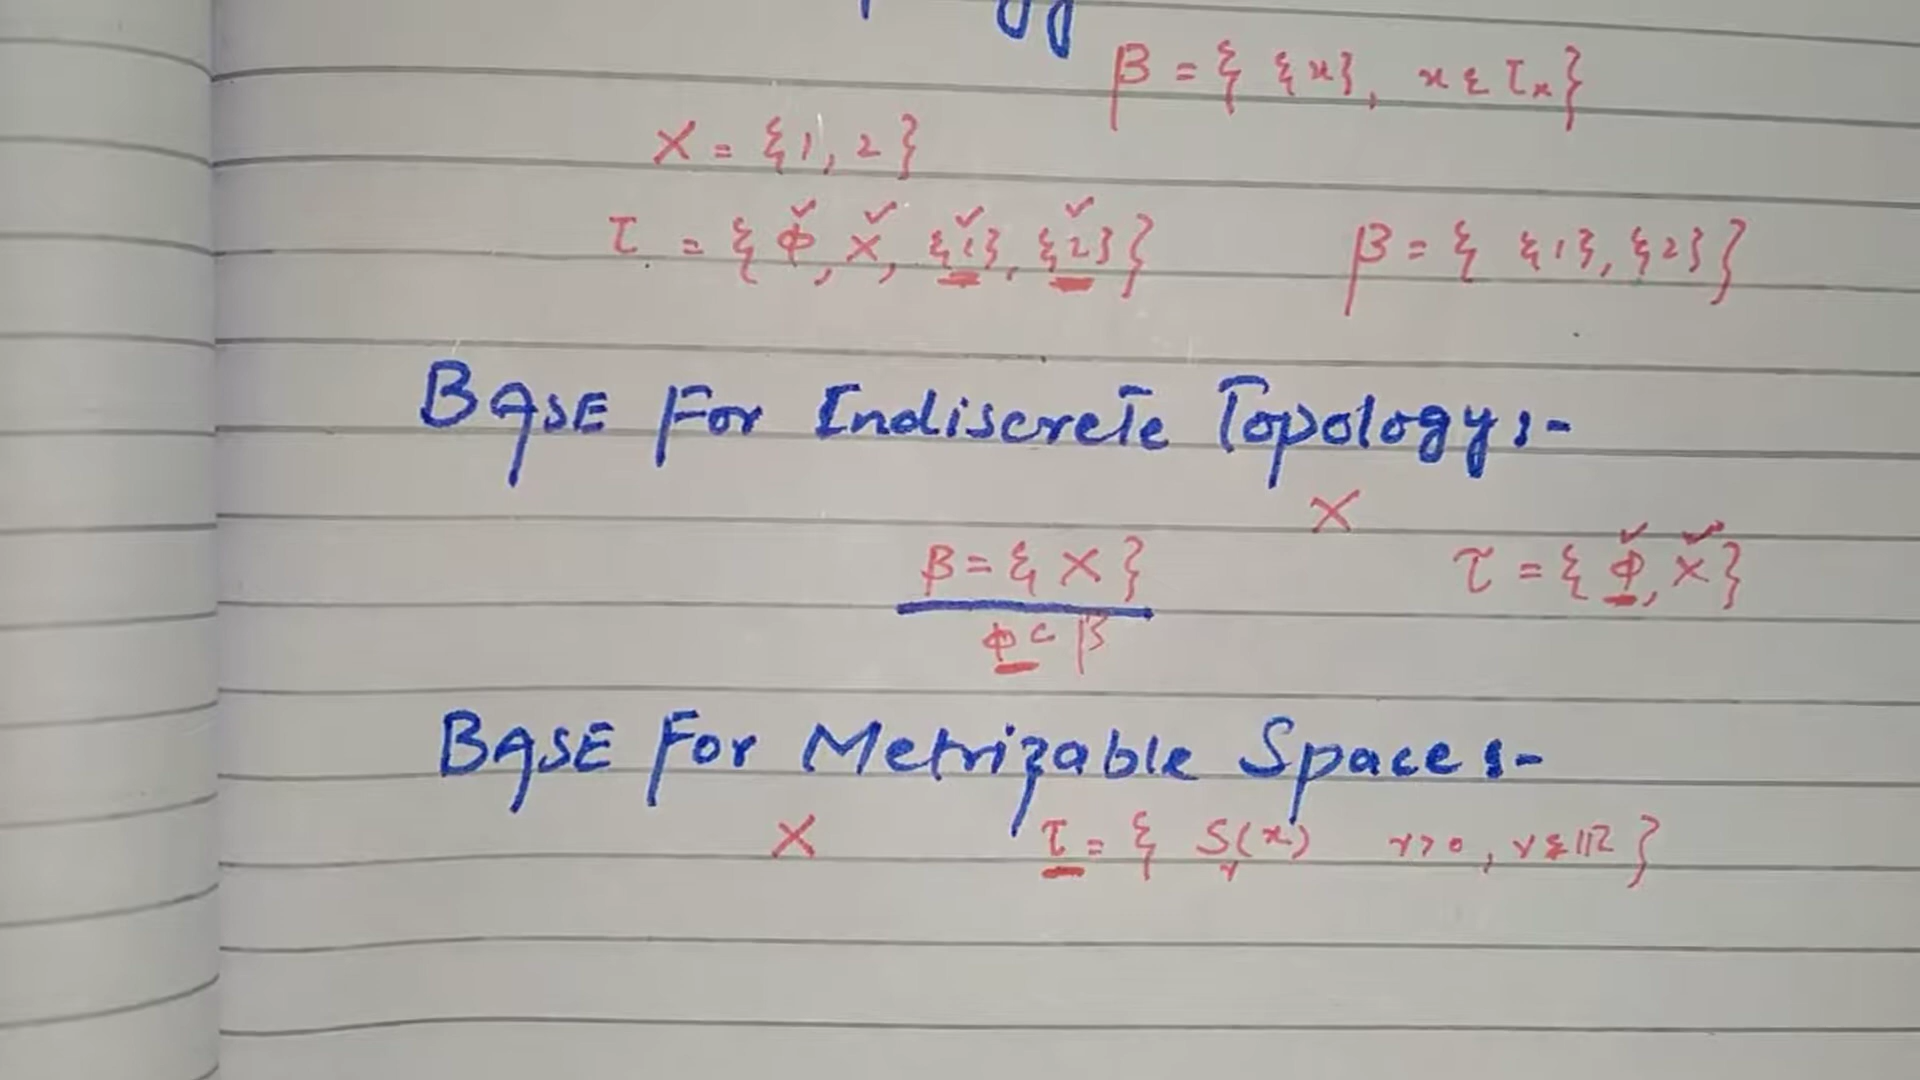 β = { {x}, x ε τₓ}
X = {1, 2}
τ = { Φ, X, {1}, {2} } β = { {1}, {2} }
BASE For Indiscrete Topology:-
X
β = { X } τ = { Φ, X }
Φ ⊂ β
BASE For Metrizable Space:-
X τ = { Sᵣ(x) r>0, r ε ℝ }